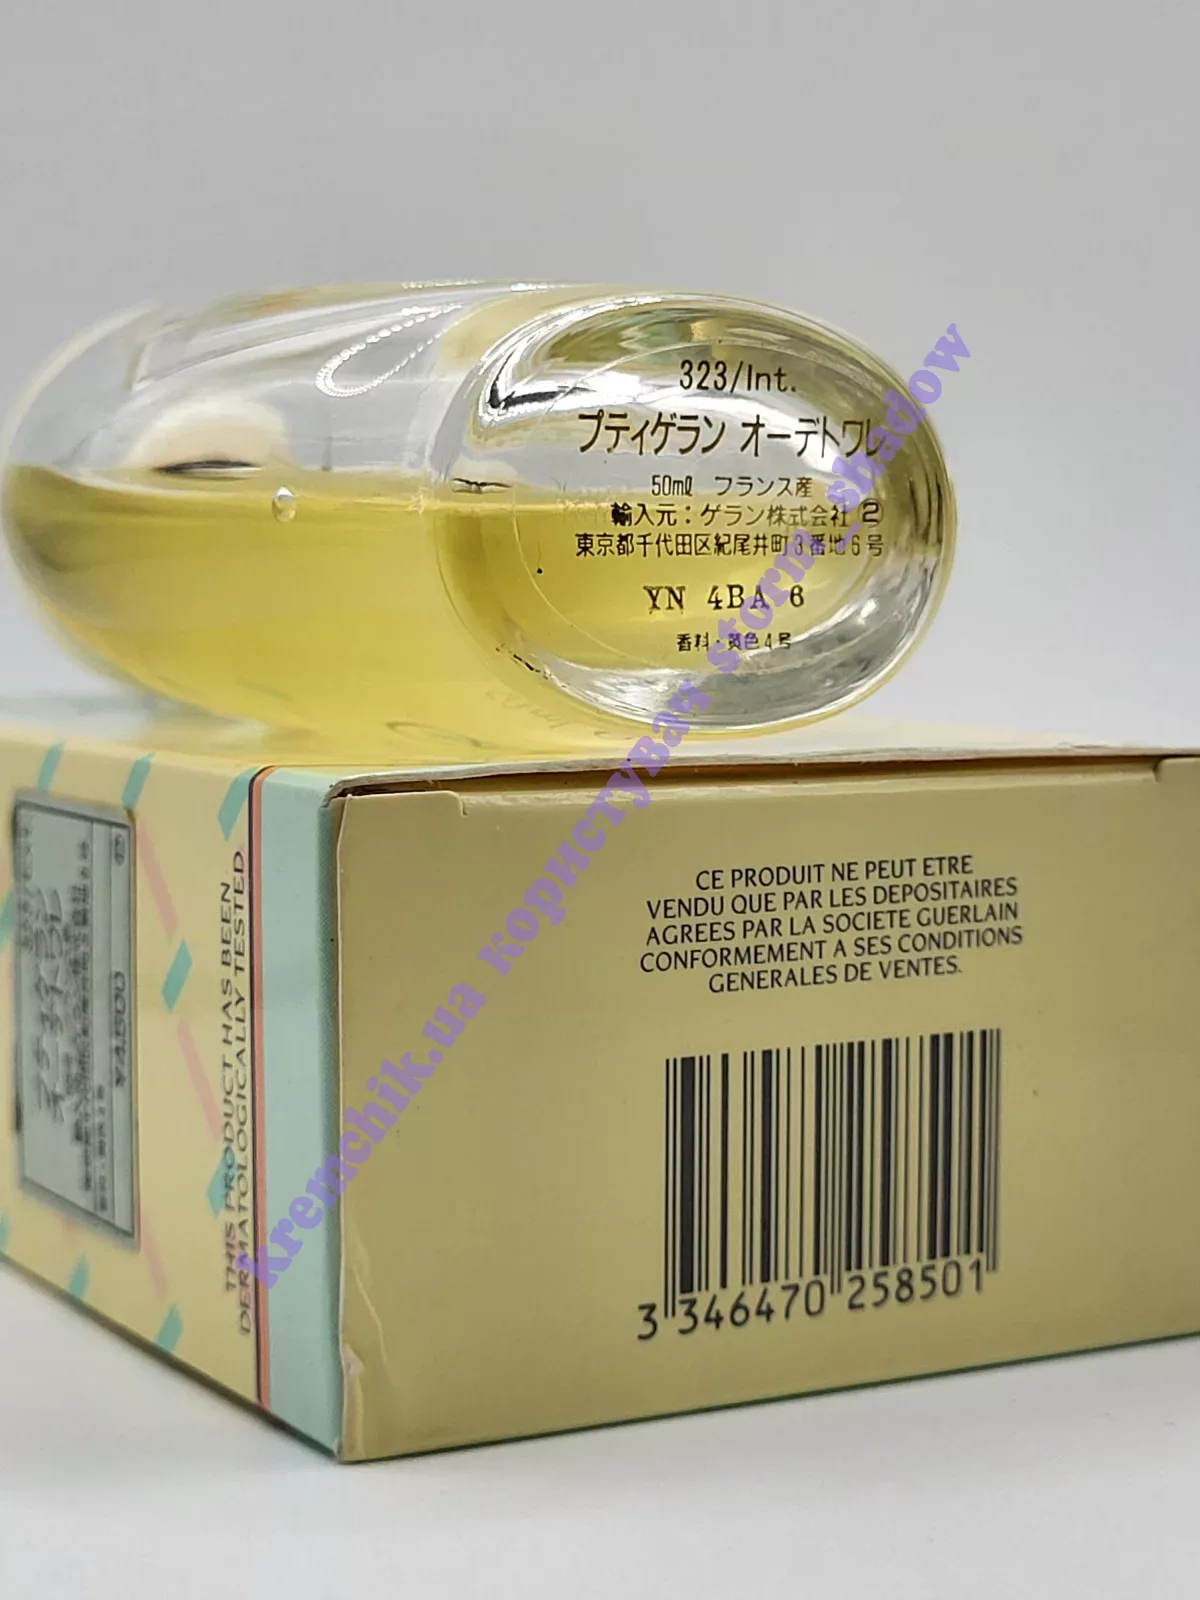 323/Int.
プティゲラン オーデトワレ
50mℓ フランス産
輸入元：ゲラン株式会社 ②
東京都千代田区紀尾井町3番地6号
YN 4BA 6
香料・黄色4号
CE PRODUIT NE PEUT ETRE
VENDU QUE PAR LES DEPOSITAIRES
AGREES PAR LA SOCIETE GUERLAIN
CONFORMEMENT A SES CONDITIONS
GENERALES DE VENTES.
3 346470 258501
THIS PRODUCT HAS BEEN
DERMATOLOGICALLY TESTED
kremchik.ua користувач storm_shadow